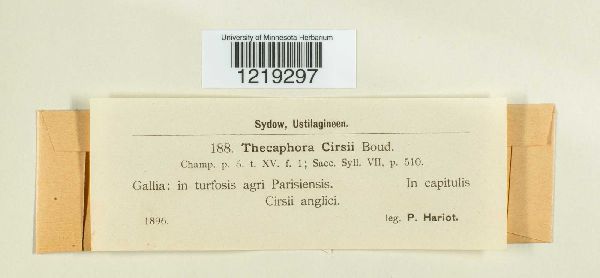 University of Minnesota Herbarium
1219297
Sydow, Ustilagineen.
188. Thecaphora Cirsii Boud.
Champ. p. 5. t. XV. f. 1; Sacc. Syll. VII, p. 510.
Gallia: in turfosis agri Parisiensis. In capitulis
Cirsii anglici.
1896. leg. P. Hariot.